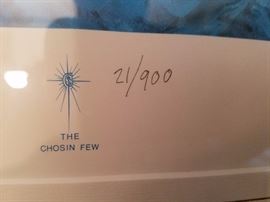 21/900
THE
CHOSIN FEW